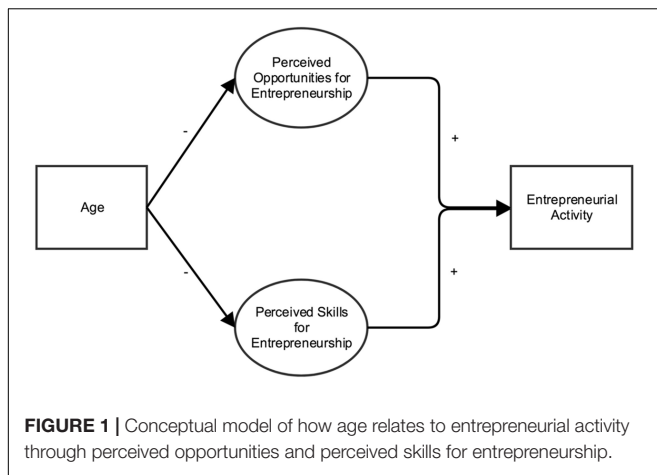 Perceived
Opportunities for
Entrepreneurship
-
+
Age
Entrepreneurial
Activity
-
+
Perceived Skills
for
Entrepreneurship
FIGURE 1 | Conceptual model of how age relates to entrepreneurial activity
through perceived opportunities and perceived skills for entrepreneurship.